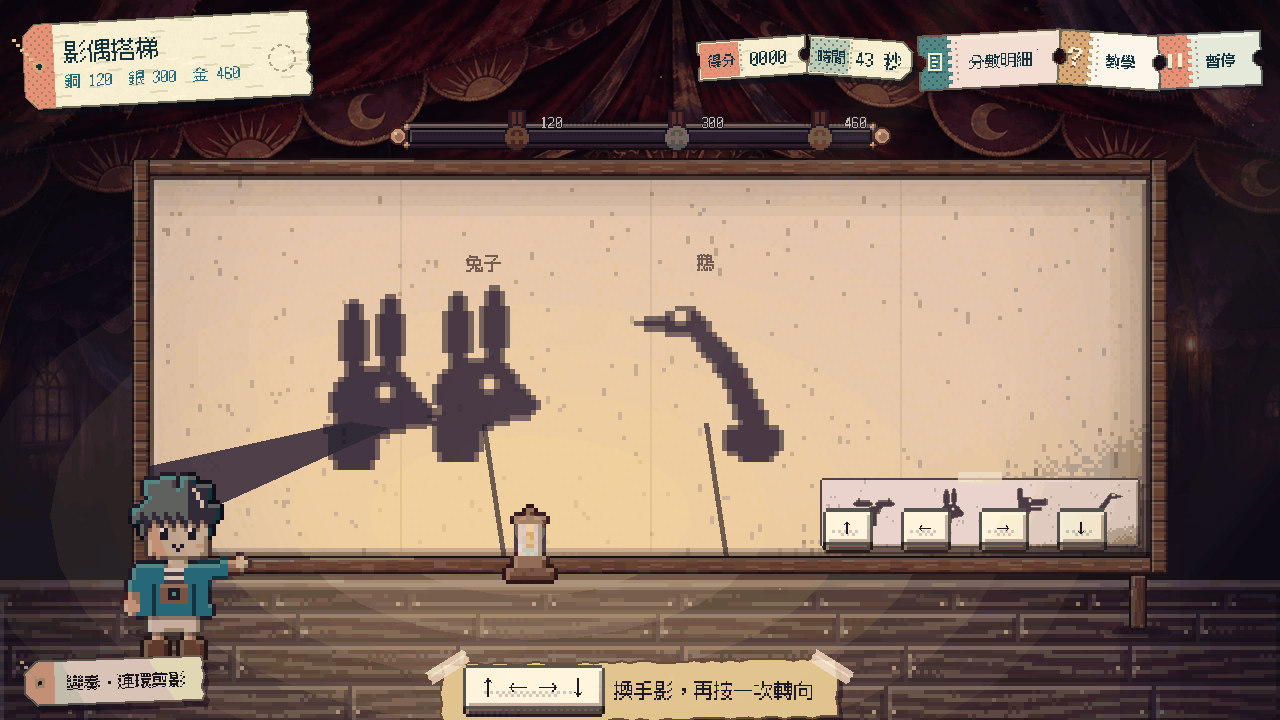 影偶搭梯
銅 120 銀 300 金 460
得分 0000
時間 43 秒
分數明細
?
教學
暫停
120 300 460
兔子
鵝
↑ ← → ↓
變奏·連環剪影
↑ ← → ↓ 換手影，再按一次轉向